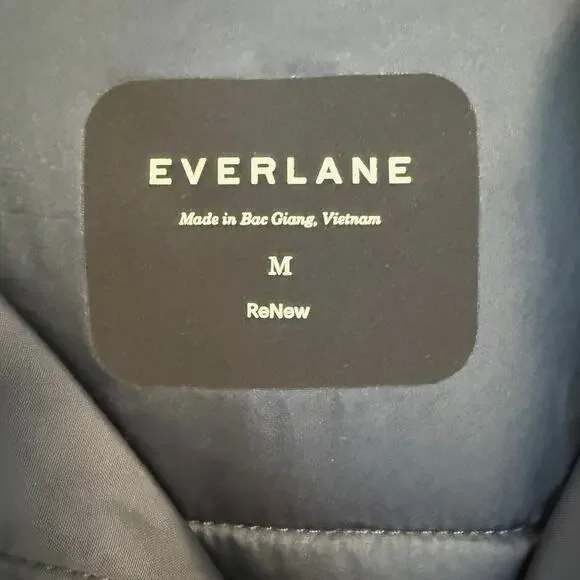 EVERLANE
Made in Bac Giang, Vietnam
M
ReNew